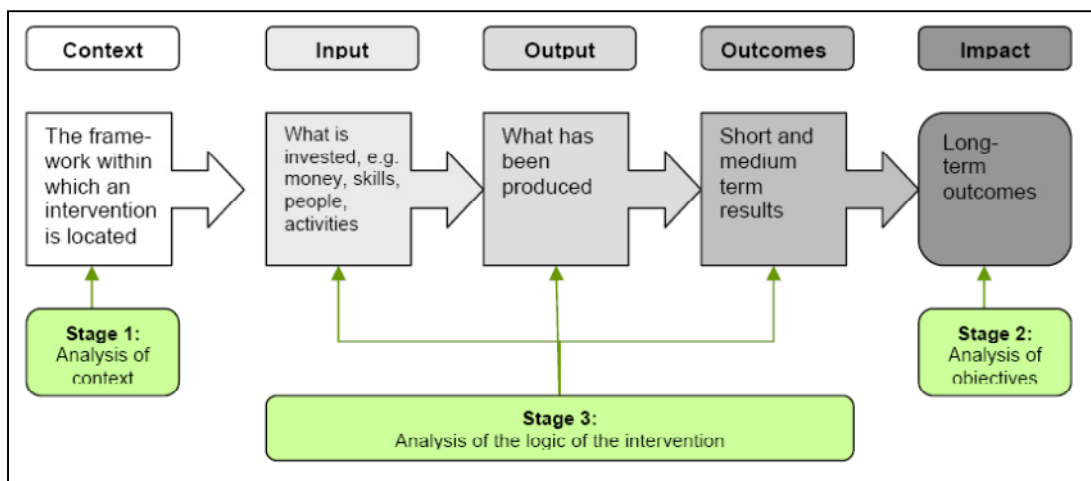 Context
Input
Output
Outcomes
Impact
The frame-
work within
which an
intervention
is located
What is
invested, e.g.
money, skills,
people,
activities
What has
been
produced
Short and
medium
term
results
Long-
term
outcomes
Stage 1:
Analysis of
context
Stage 2:
Analysis of
objectives
Stage 3:
Analysis of the logic of the intervention